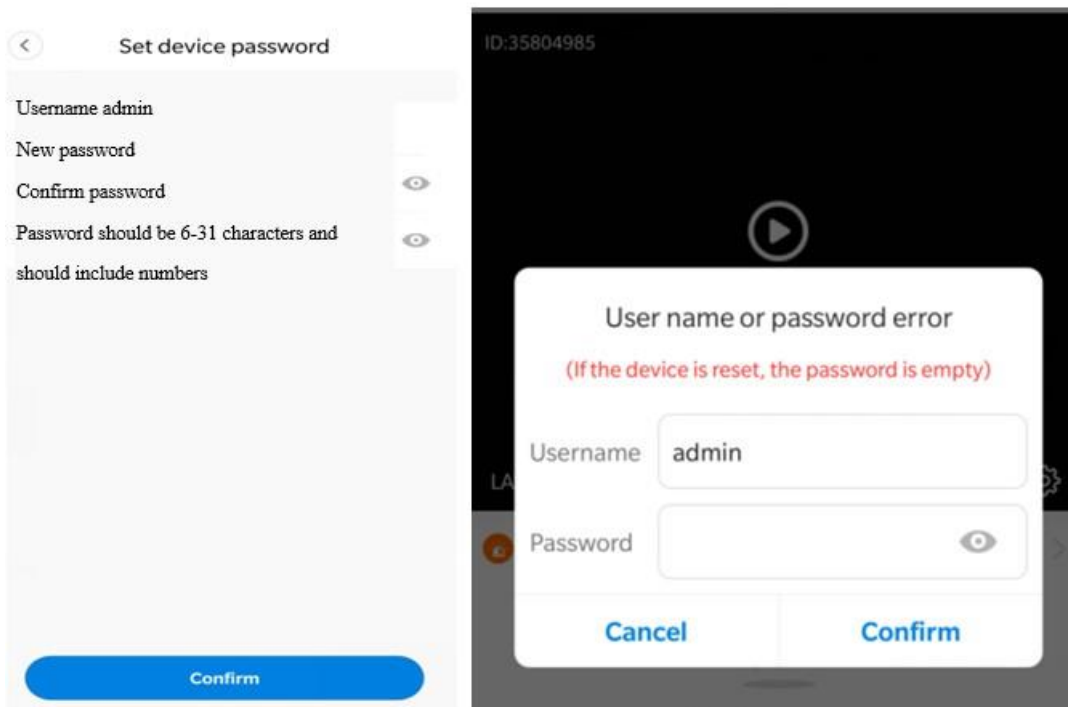 Set device password
Username admin
New password
Confirm password
Password should be 6-31 characters and
should include numbers
Confirm
ID:35804985
User name or password error
(If the device is reset, the password is empty)
Username admin
Password
LA
Cancel Confirm